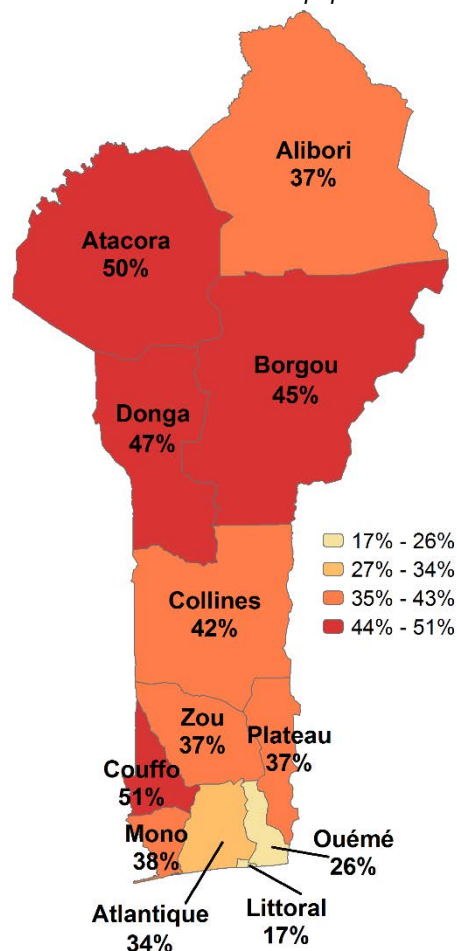 Alibori
37%
Atacora
50%
Borgou
45%
Donga
47%
17% - 26%
27% - 34%
35% - 43%
44% - 51%
Collines
42%
Zou
37%
Plateau
37%
Couffo
51%
Mono
38%
Ouémé
26%
Atlantique
34%
Littoral
17%